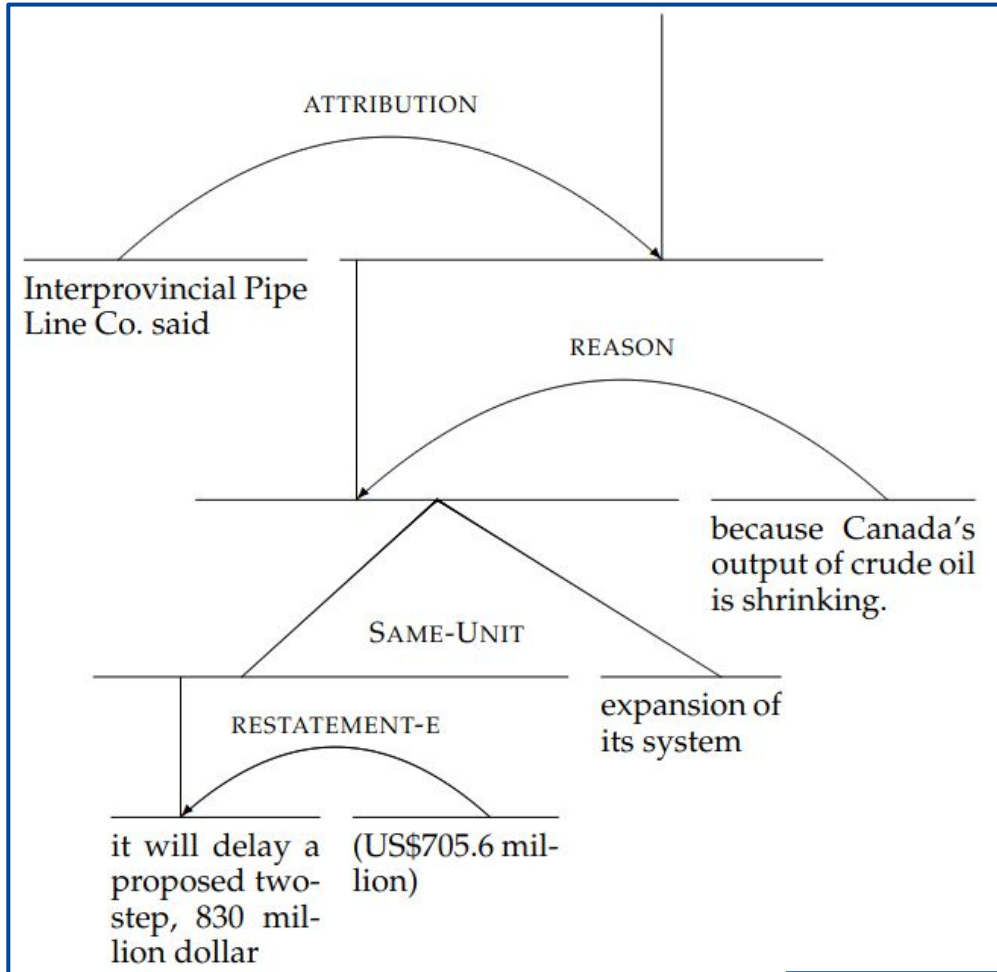 ATTRIBUTION
Interprovincial Pipe
Line Co. said
REASON
because Canada's
output of crude oil
is shrinking.
SAME-UNIT
expansion of
its system
RESTATEMENT-E
it will delay a
proposed two-
step, 830 mil-
lion dollar
(US$705.6 mil-
lion)